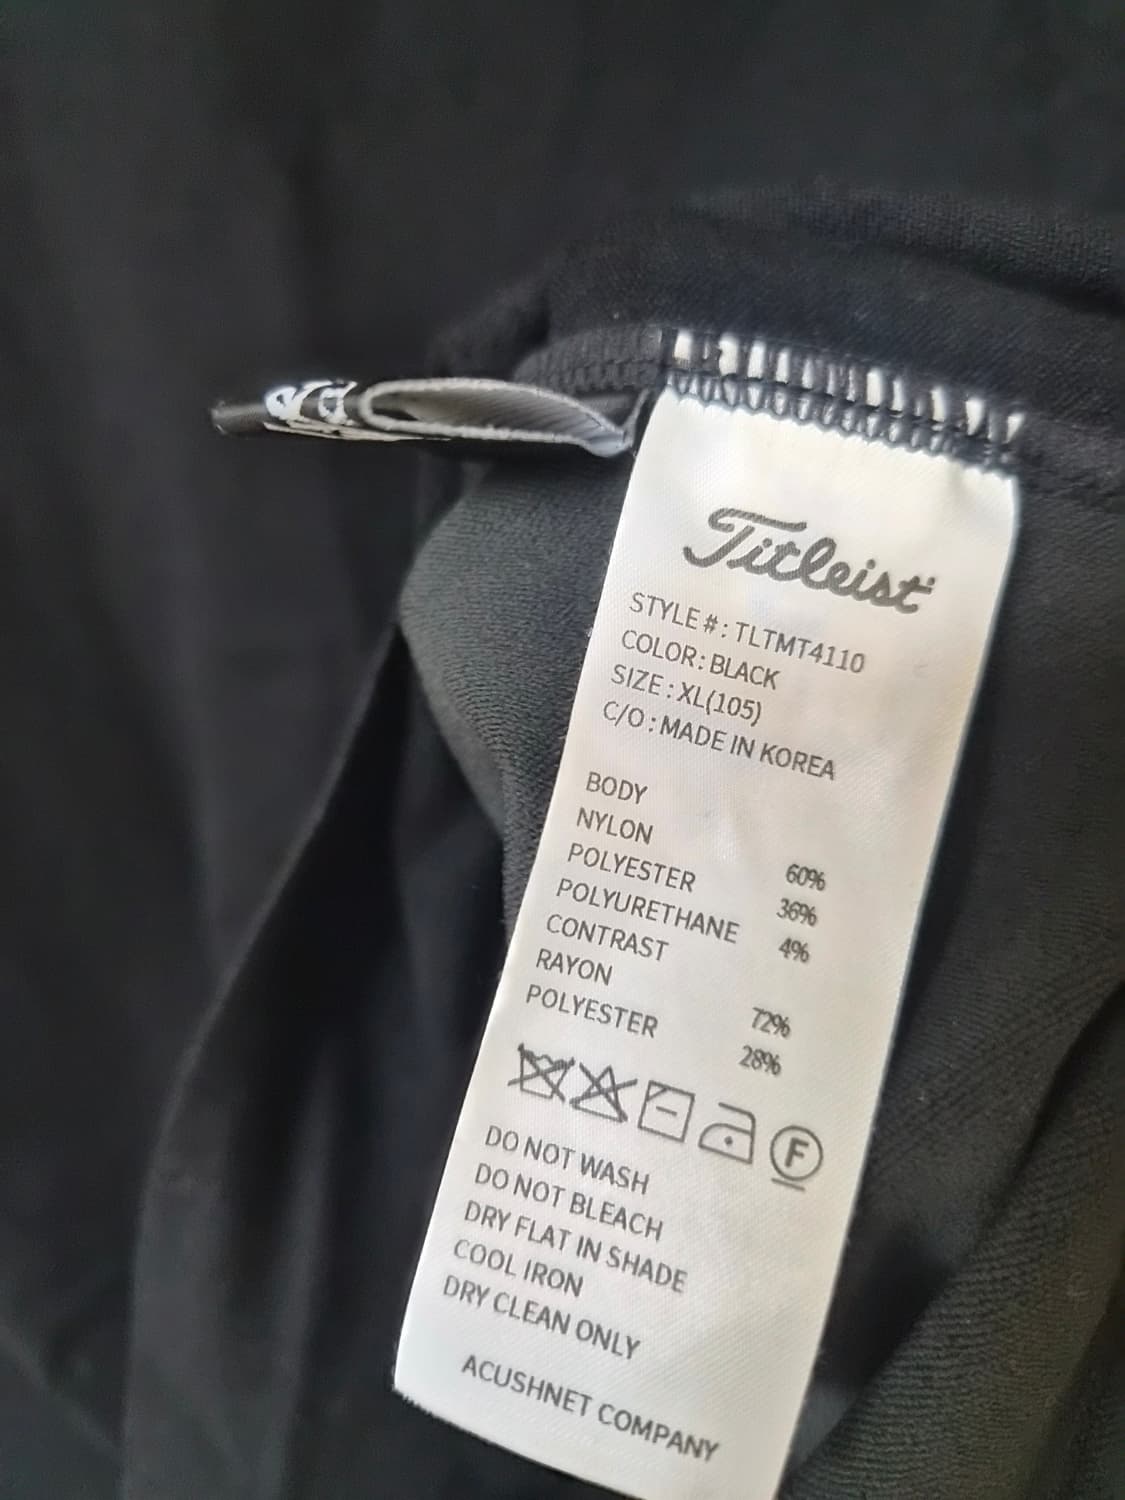 Titleist
STYLE # : TLTMT4110
COLOR : BLACK
SIZE : XL(105)
C/O : MADE IN KOREA
BODY
NYLON 60%
POLYESTER 36%
POLYURETHANE 4%
CONTRAST
RAYON 72%
POLYESTER 28%
F
DO NOT WASH
DO NOT BLEACH
DRY FLAT IN SHADE
COOL IRON
DRY CLEAN ONLY
ACUSHNET COMPANY